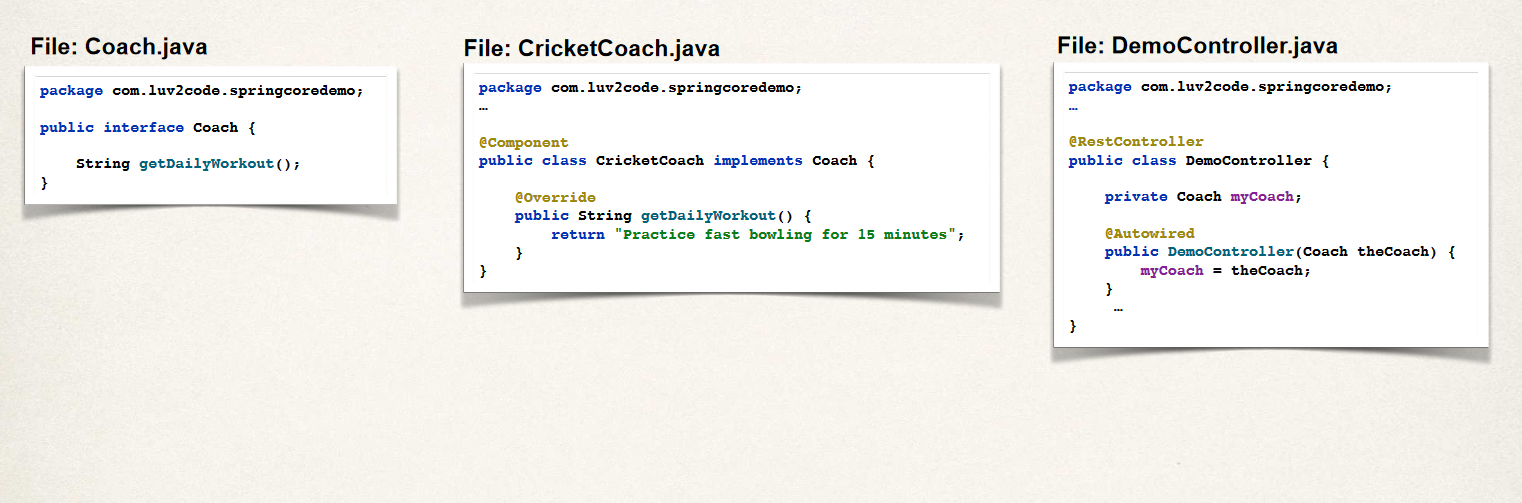 File: Coach.java
package com.luv2code.springcoredemo;
public interface Coach {
String getDailyWorkout();
}
File: CricketCoach.java
package com.luv2code.springcoredemo;
…
@Component
public class CricketCoach implements Coach {
@Override
public String getDailyWorkout() {
return "Practice fast bowling for 15 minutes";
}
}
File: DemoController.java
package com.luv2code.springcoredemo;
…
@RestController
public class DemoController {
private Coach myCoach;
@Autowired
public DemoController(Coach theCoach) {
myCoach = theCoach;
}
…
}